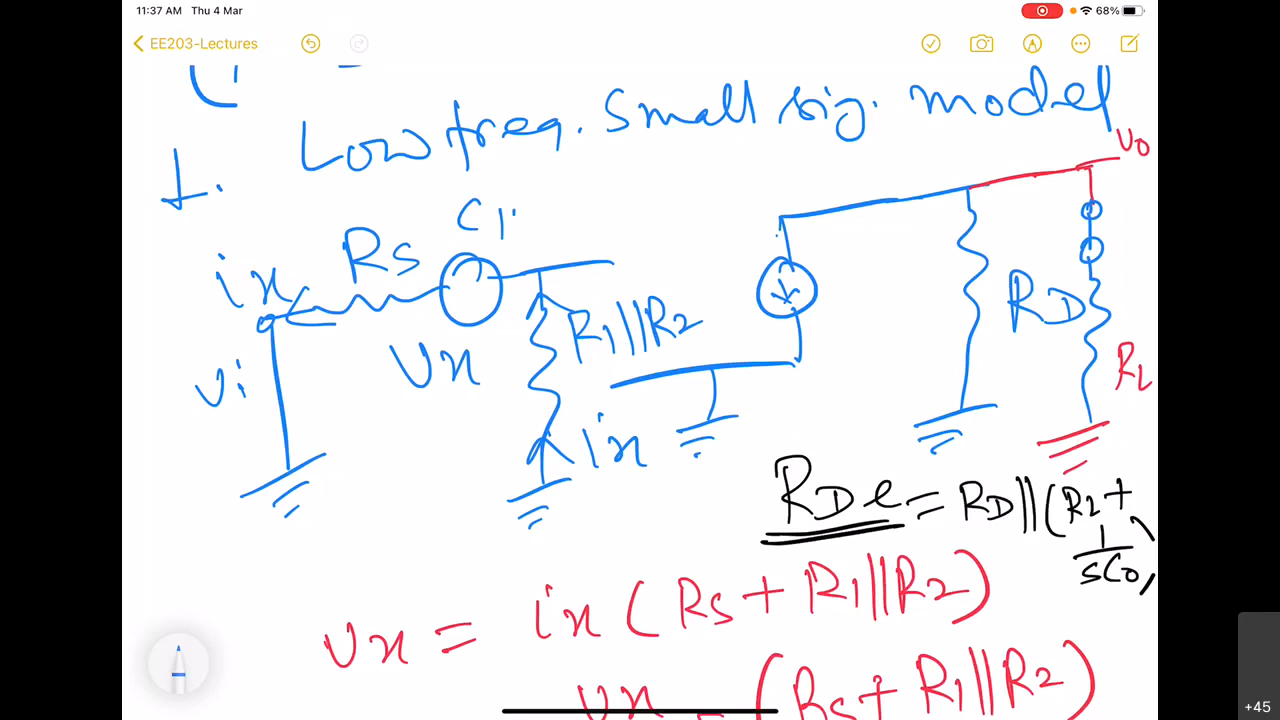 11:37 AM Thu 4 Mar
68%
EE203-Lectures
Low freq. small sig. model
1.
C1
Rs
ix
vi
vx
R1||R2
ix
RD
vo
RL
RDe = RD||(RL+
1
sCo,
vx = ix (Rs + R1||R2)
vx = (Rs + R1||R2)
+45